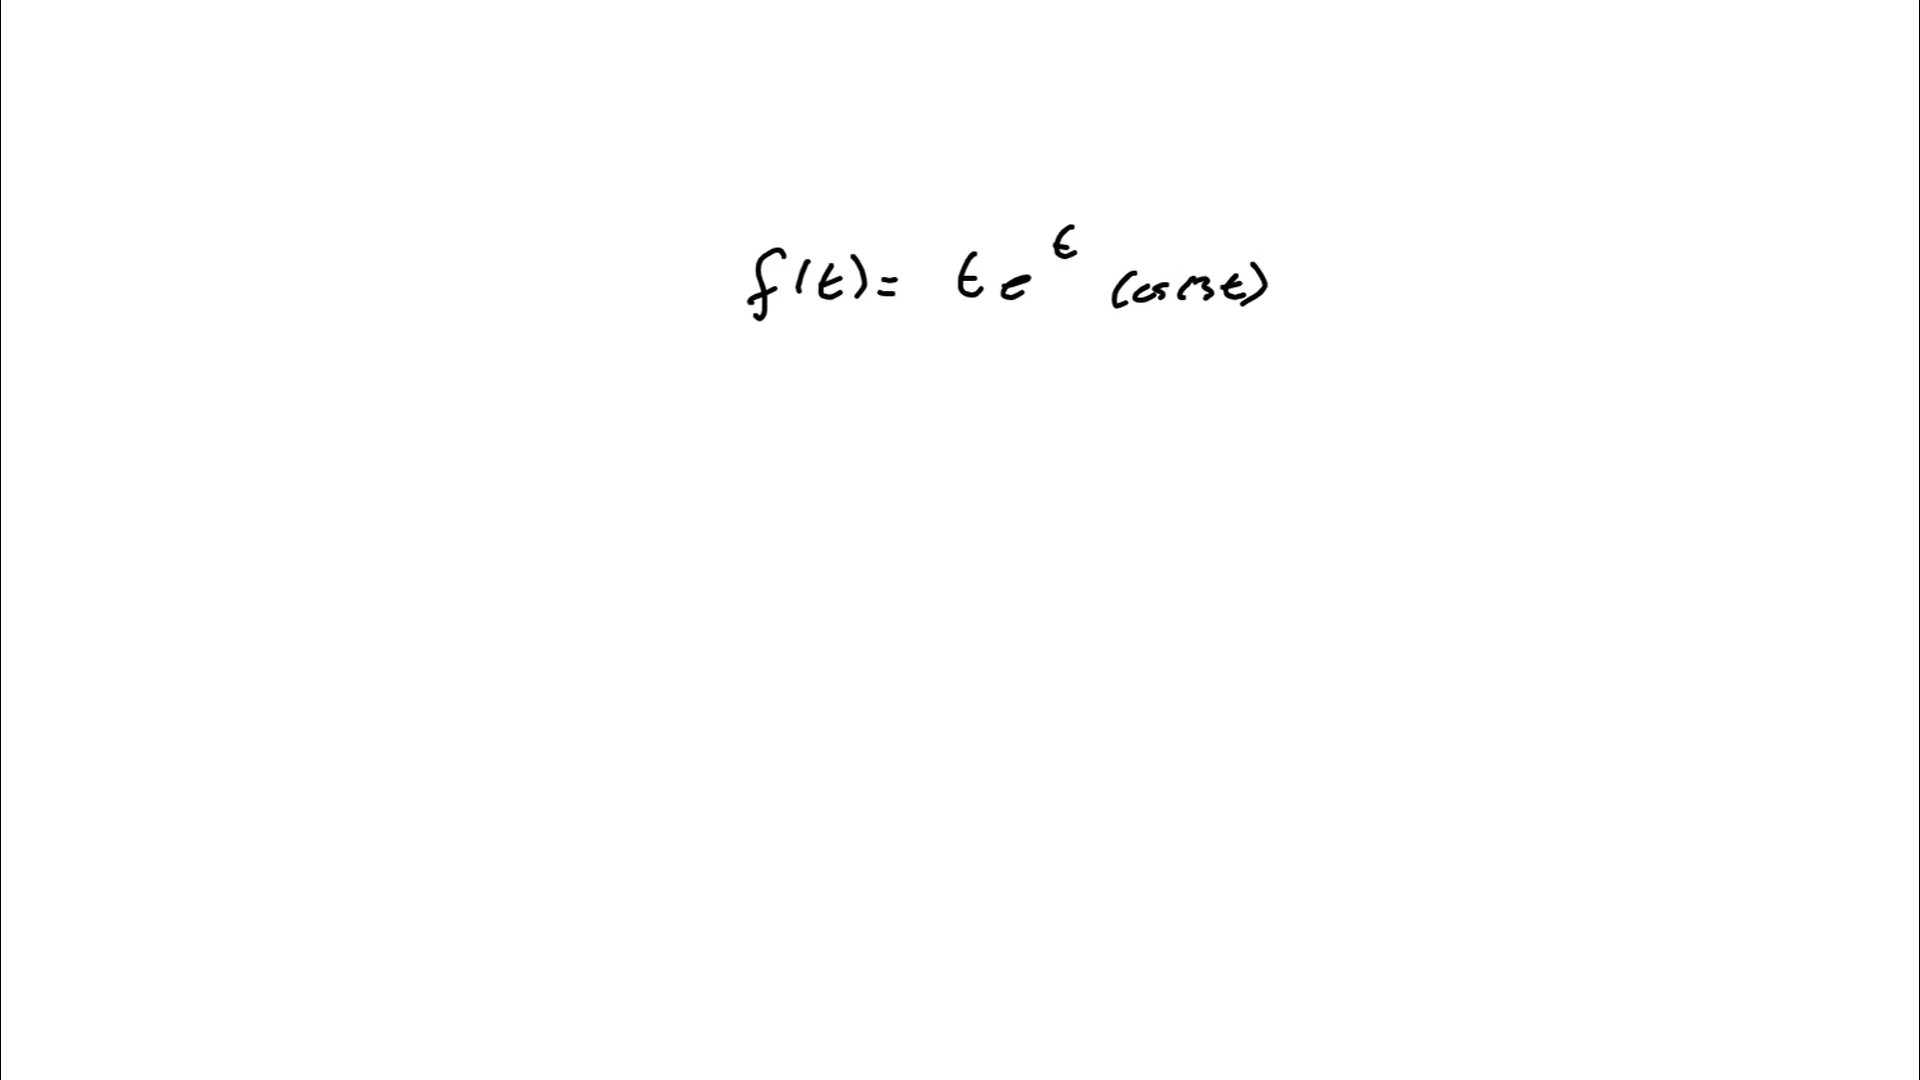 f(t) = t e^t cos(3t)